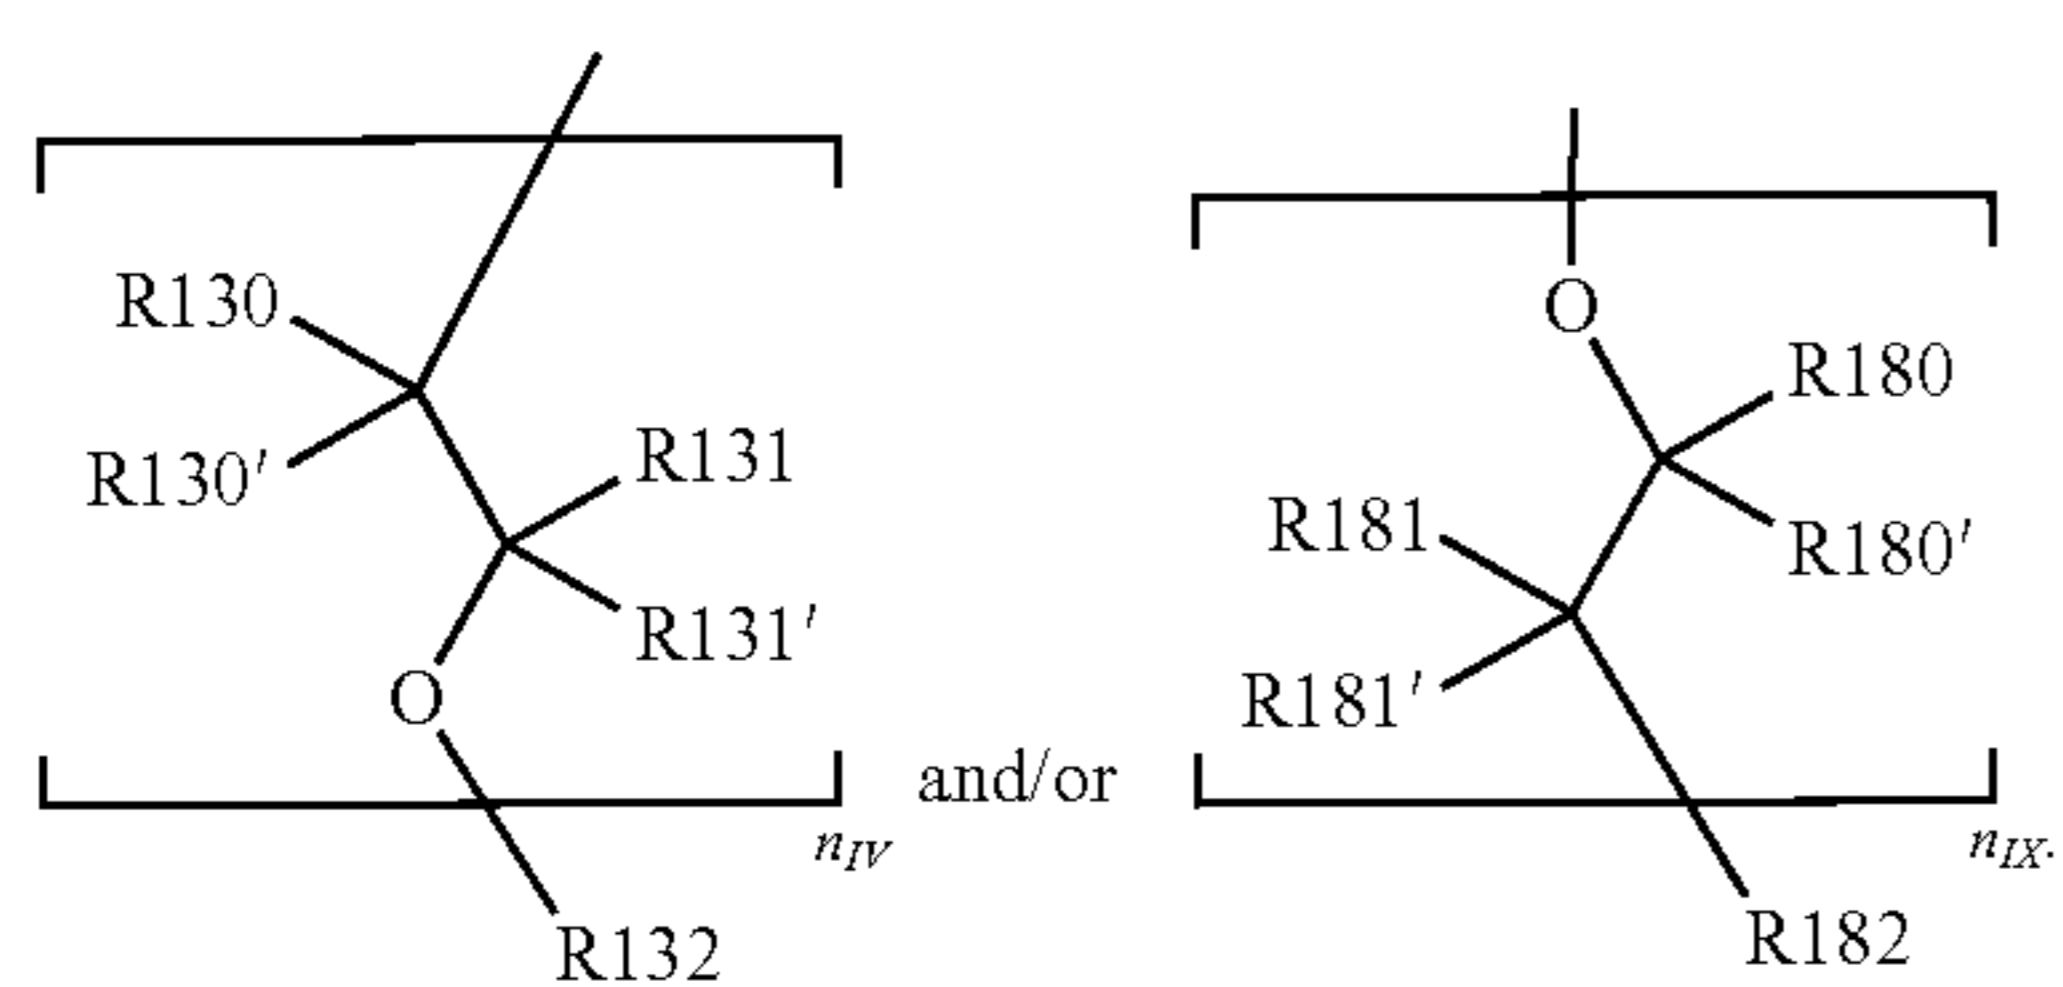 R130
R130′
R131
R131′
O
n_IV
R132
and/or
O
R180
R180′
R181
R181′
n_IX.
R182